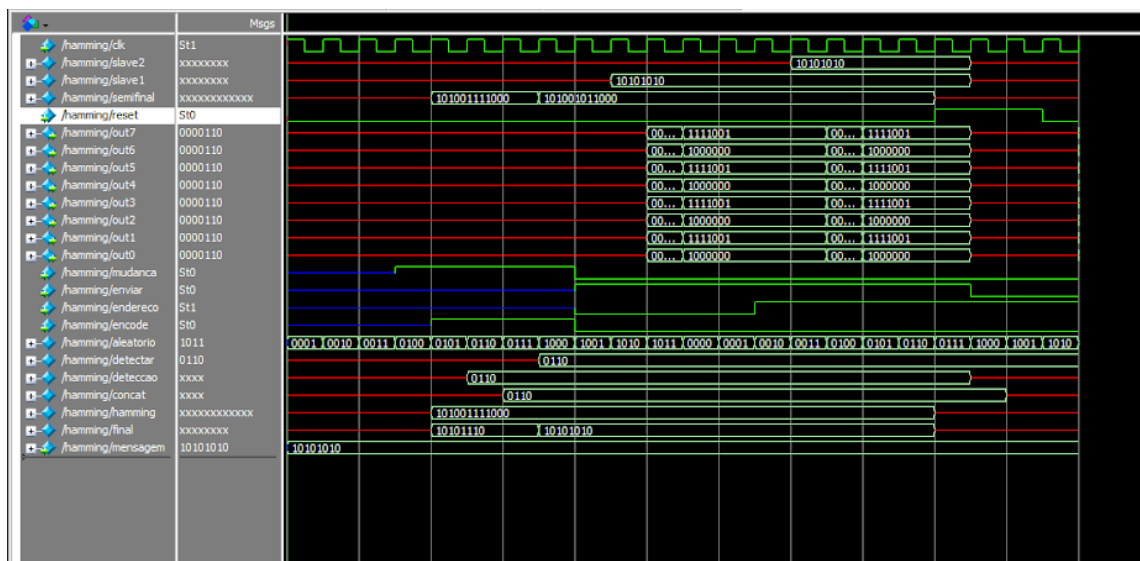 Msgs
/hamming/clk St1
/hamming/slave2 xxxxxxxx 10101010
/hamming/slave1 xxxxxxxx 10101010
/hamming/semifinal xxxxxxxxxxxx 101001111000 101001011000
/hamming/reset St0
/hamming/out7 0000110 00... 1111001 00... 1111001
/hamming/out6 0000110 00... 1000000 00... 1000000
/hamming/out5 0000110 00... 1111001 00... 1111001
/hamming/out4 0000110 00... 1000000 00... 1000000
/hamming/out3 0000110 00... 1111001 00... 1111001
/hamming/out2 0000110 00... 1000000 00... 1000000
/hamming/out1 0000110 00... 1111001 00... 1111001
/hamming/out0 0000110 00... 1000000 00... 1000000
/hamming/mudanca St0
/hamming/enviar St0
/hamming/endereco St1
/hamming/encode St0
/hamming/aleatorio 1011 0001 0010 0011 0100 0101 0110 0111 1000 1001 1010 1011 0000 0001 0010 0011 0100 0101 0110 0111 1000 1001 1010
/hamming/detectar 0110 0110
/hamming/deteccao xxxx 0110
/hamming/concat xxxx 0110
/hamming/hamming xxxxxxxxxxxx 101001111000
/hamming/final xxxxxxxx 10101110 10101010
/hamming/mensagem 10101010 10101010